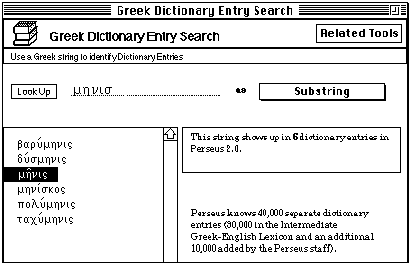 Greek Dictionary Entry Search
Greek Dictionary Entry Search
Related Tools
Use a Greek string to identify Dictionary Entries
Look Up
μηνισ
as
Substring
βαρύμηνις
δύσμηνις
μῆνις
μηνίσκος
πολύμηνις
ταχύμηνις
This string shows up in 6 dictionary entries in
Perseus 2.0.
Perseus knows 40,000 separate dictionary
entries (30,000 in the Intermediate
Greek-English Lexicon and an additional
10,000 added by the Perseus staff).